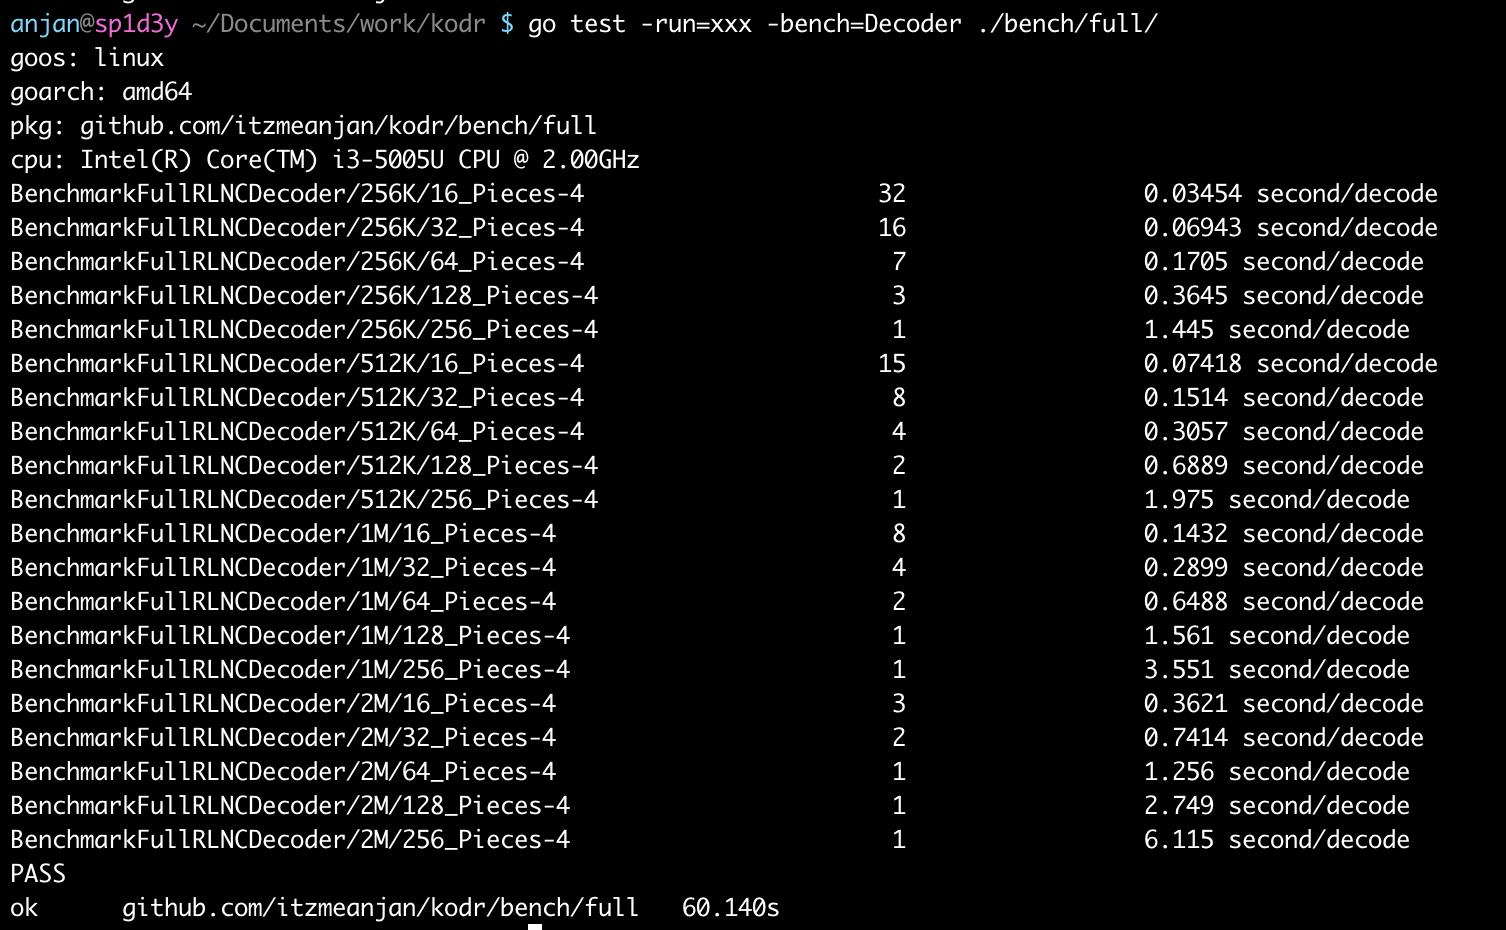 anjan@sp1d3y ~/Documents/work/kodr $ go test -run=xxx -bench=Decoder ./bench/full/
goos: linux
goarch: amd64
pkg: github.com/itzmeanjan/kodr/bench/full
cpu: Intel(R) Core(TM) i3-5005U CPU @ 2.00GHz
BenchmarkFullRLNCDecoder/256K/16_Pieces-4 32 0.03454 second/decode
BenchmarkFullRLNCDecoder/256K/32_Pieces-4 16 0.06943 second/decode
BenchmarkFullRLNCDecoder/256K/64_Pieces-4 7 0.1705 second/decode
BenchmarkFullRLNCDecoder/256K/128_Pieces-4 3 0.3645 second/decode
BenchmarkFullRLNCDecoder/256K/256_Pieces-4 1 1.445 second/decode
BenchmarkFullRLNCDecoder/512K/16_Pieces-4 15 0.07418 second/decode
BenchmarkFullRLNCDecoder/512K/32_Pieces-4 8 0.1514 second/decode
BenchmarkFullRLNCDecoder/512K/64_Pieces-4 4 0.3057 second/decode
BenchmarkFullRLNCDecoder/512K/128_Pieces-4 2 0.6889 second/decode
BenchmarkFullRLNCDecoder/512K/256_Pieces-4 1 1.975 second/decode
BenchmarkFullRLNCDecoder/1M/16_Pieces-4 8 0.1432 second/decode
BenchmarkFullRLNCDecoder/1M/32_Pieces-4 4 0.2899 second/decode
BenchmarkFullRLNCDecoder/1M/64_Pieces-4 2 0.6488 second/decode
BenchmarkFullRLNCDecoder/1M/128_Pieces-4 1 1.561 second/decode
BenchmarkFullRLNCDecoder/1M/256_Pieces-4 1 3.551 second/decode
BenchmarkFullRLNCDecoder/2M/16_Pieces-4 3 0.3621 second/decode
BenchmarkFullRLNCDecoder/2M/32_Pieces-4 2 0.7414 second/decode
BenchmarkFullRLNCDecoder/2M/64_Pieces-4 1 1.256 second/decode
BenchmarkFullRLNCDecoder/2M/128_Pieces-4 1 2.749 second/decode
BenchmarkFullRLNCDecoder/2M/256_Pieces-4 1 6.115 second/decode
PASS
ok github.com/itzmeanjan/kodr/bench/full 60.140s